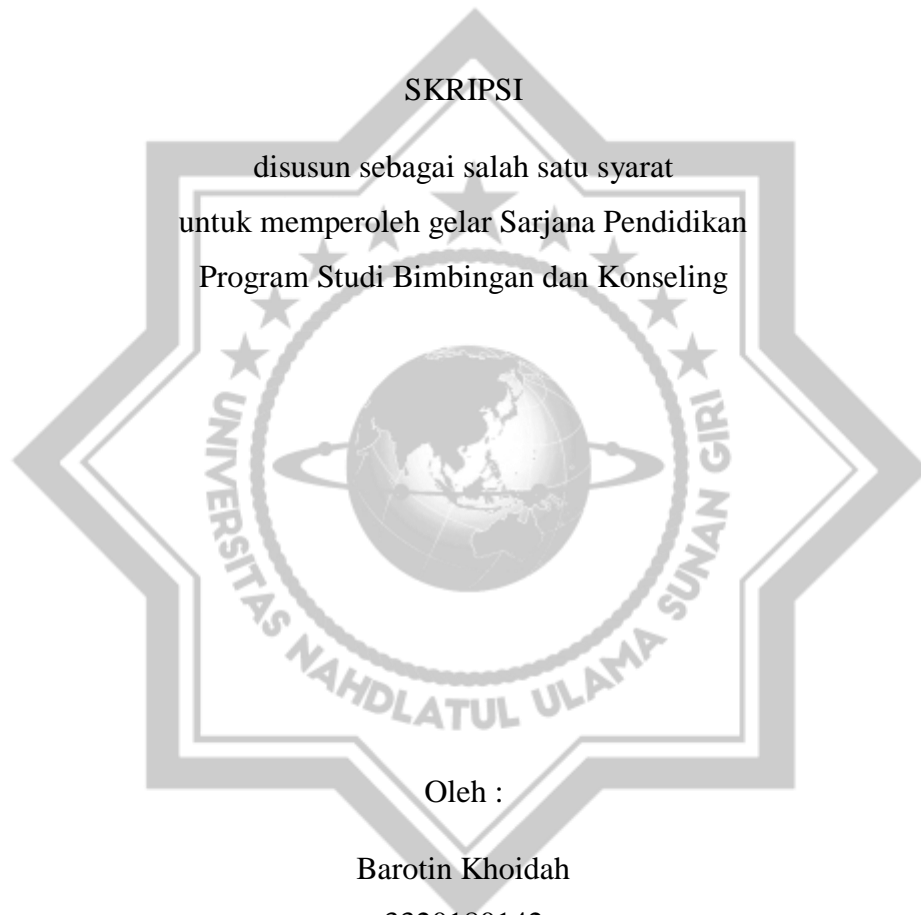 SKRIPSI
disusun sebagai salah satu syarat
untuk memperoleh gelar Sarjana Pendidikan
Program Studi Bimbingan dan Konseling
UNIVERSITAS NAHDLATUL ULAMA SUNAN GIRI
Oleh :
Barotin Khoidah